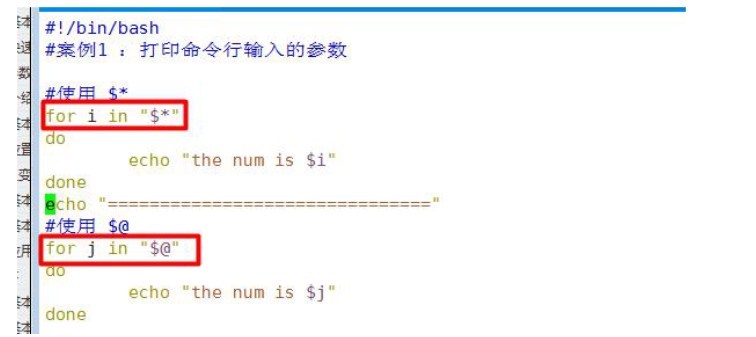 #!/bin/bash
#案例1 ： 打印命令行输入的参数
#使用 $*
for i in "$*"
do
echo "the num is $i"
done
echo "==============================="
#使用 $@
for j in "$@"
do
echo "the num is $j"
done